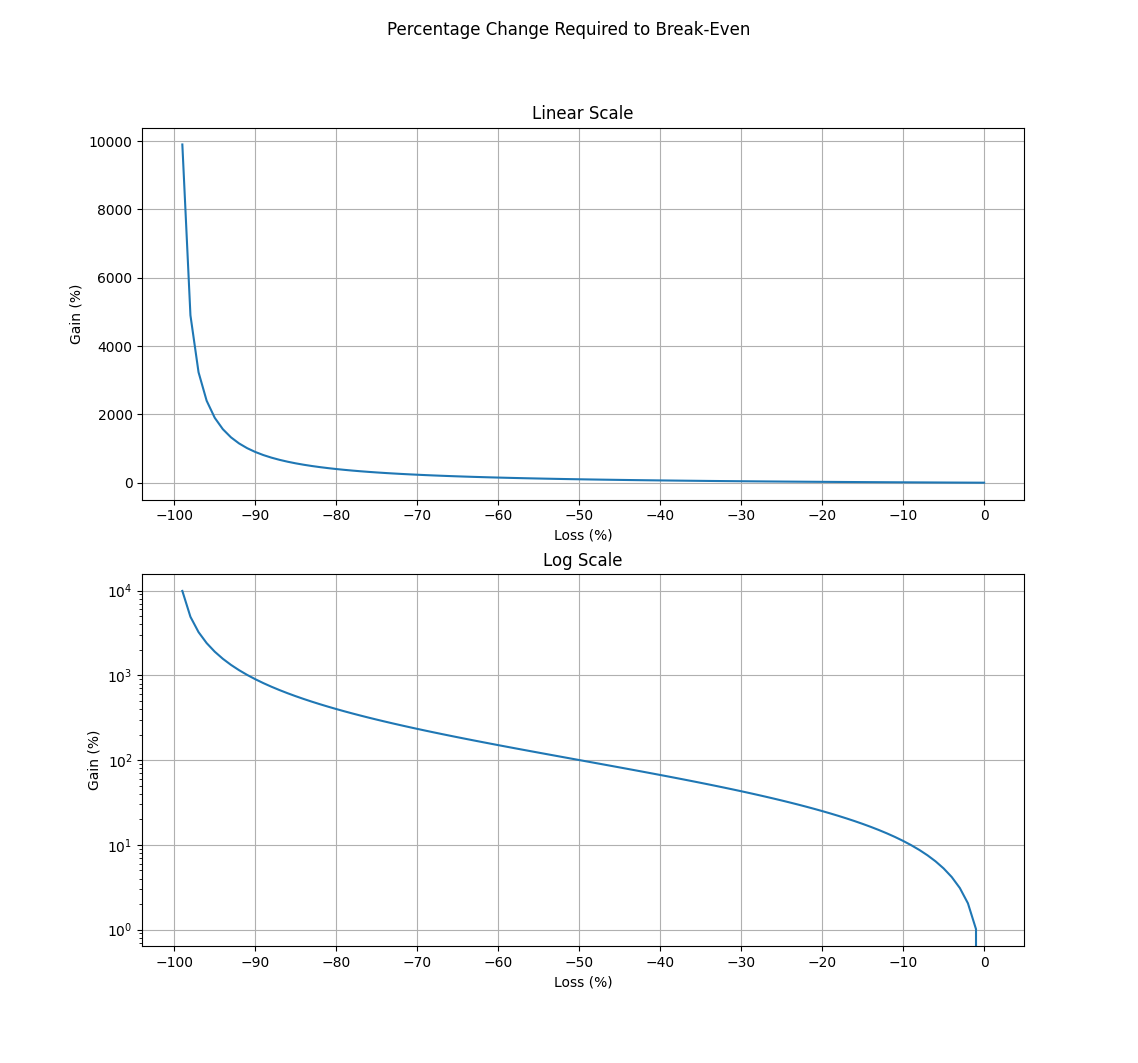 Percentage Change Required to Break-Even
Linear Scale
10000
8000
6000
4000
2000
0
Gain (%)
−100 −90 −80 −70 −60 −50 −40 −30 −20 −10 0
Loss (%)
Log Scale
10⁴
10³
10²
10¹
10⁰
Gain (%)
−100 −90 −80 −70 −60 −50 −40 −30 −20 −10 0
Loss (%)